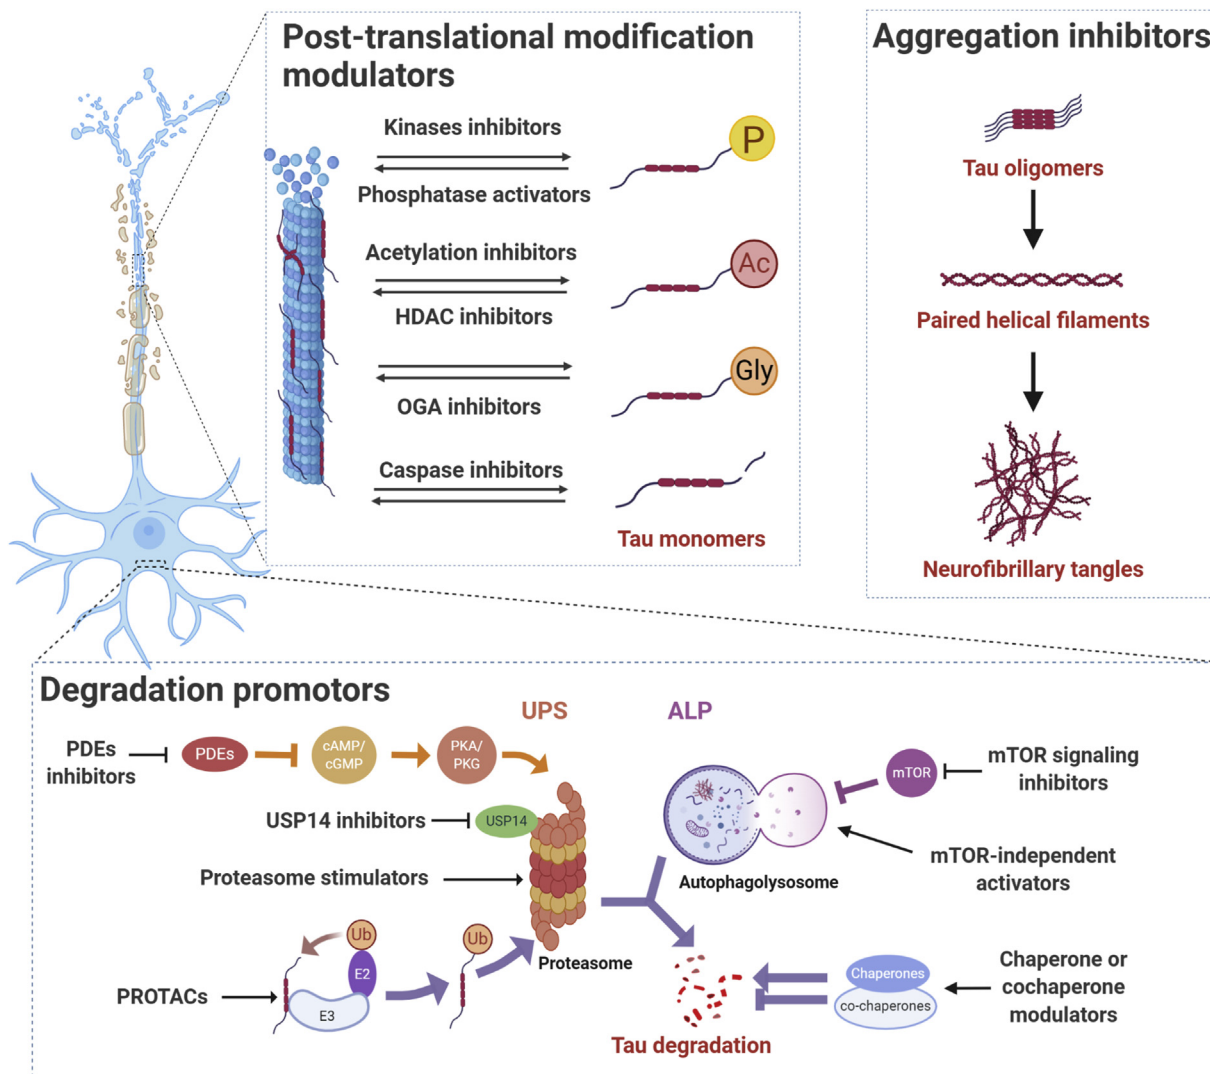 Post-translational modification
modulators
Kinases inhibitors
P
Phosphatase activators
Acetylation inhibitors
Ac
HDAC inhibitors
Gly
OGA inhibitors
Caspase inhibitors
Tau monomers
Aggregation inhibitors
Tau oligomers
Paired helical filaments
Neurofibrillary tangles
Degradation promotors
UPS
ALP
PDEs
inhibitors
PDEs
cAMP/
cGMP
PKA/
PKG
USP14 inhibitors
USP14
Proteasome stimulators
Proteasome
PROTACs
Ub
E2
E3
Ub
mTOR
mTOR signaling
inhibitors
mTOR-independent
activators
Autophagolysosome
Chaperones
co-chaperones
Chaperone or
cochaperone
modulators
Tau degradation